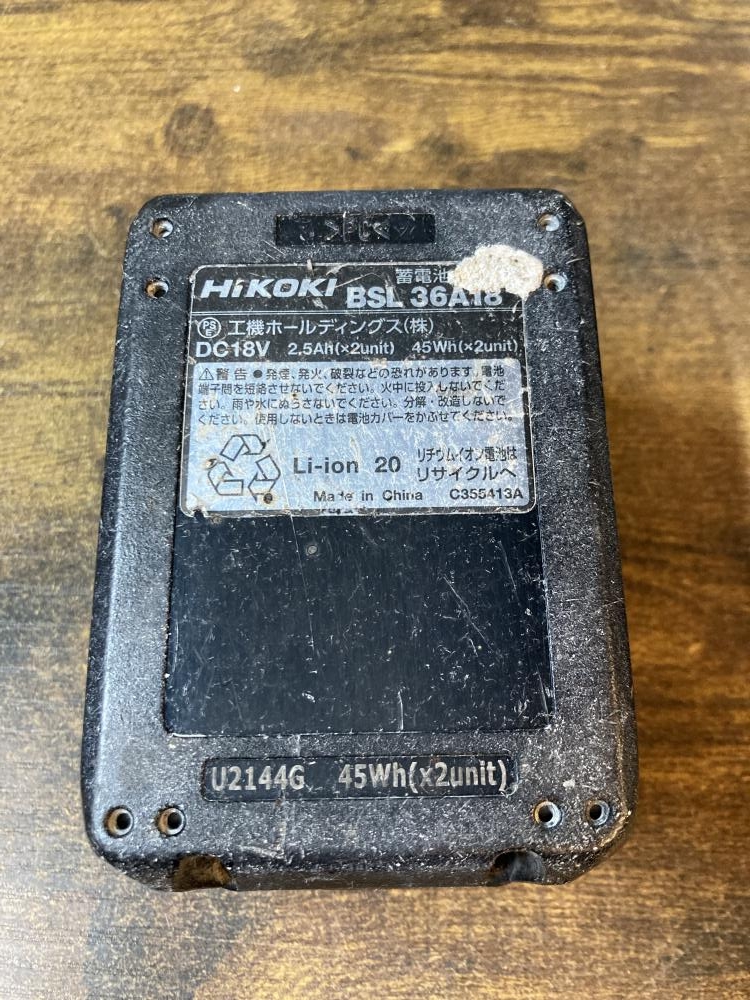 HiKOKI 蓄電池
BSL 36A18
PS E 工機ホールディングス(株)
DC18V 2.5Ah(×2unit) 45Wh(×2unit)
⚠警告 ●発煙、発火、破裂などの恐れがあります。電池
端子間を短絡させないでください。火中に投入しないでくだ
さい。雨や水にぬらさないでください。分解・改造しないで
ください。使用しないときは電池カバーをかぶせてください。
Li-ion 20 リチウムイオン電池は
リサイクルへ
Made in China C355413A
U2144G 45Wh(x2unit)